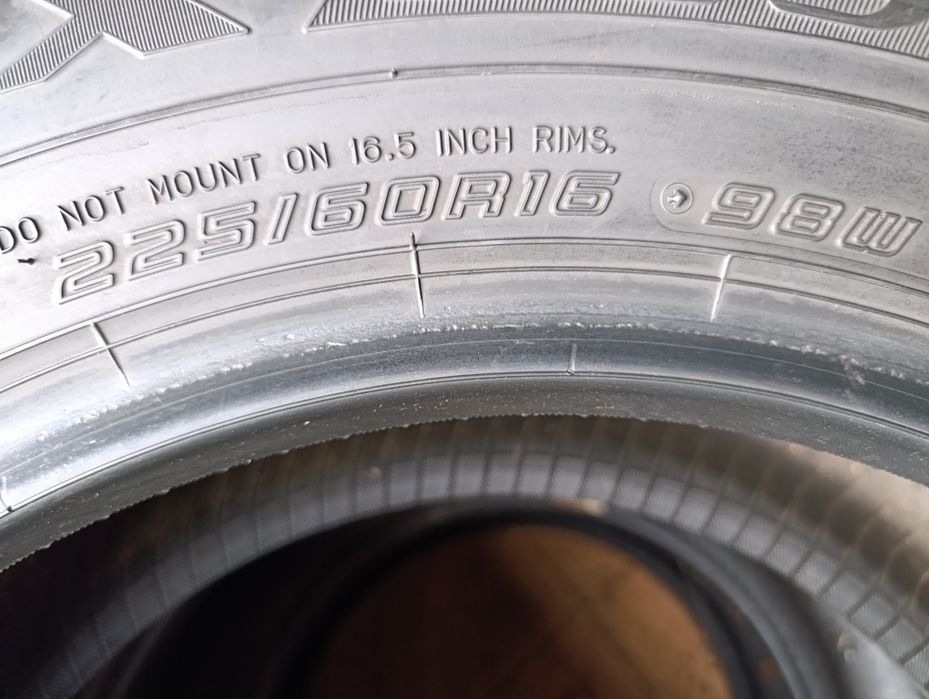 DO NOT MOUNT ON 16.5 INCH RIMS.
225/60R16 98W